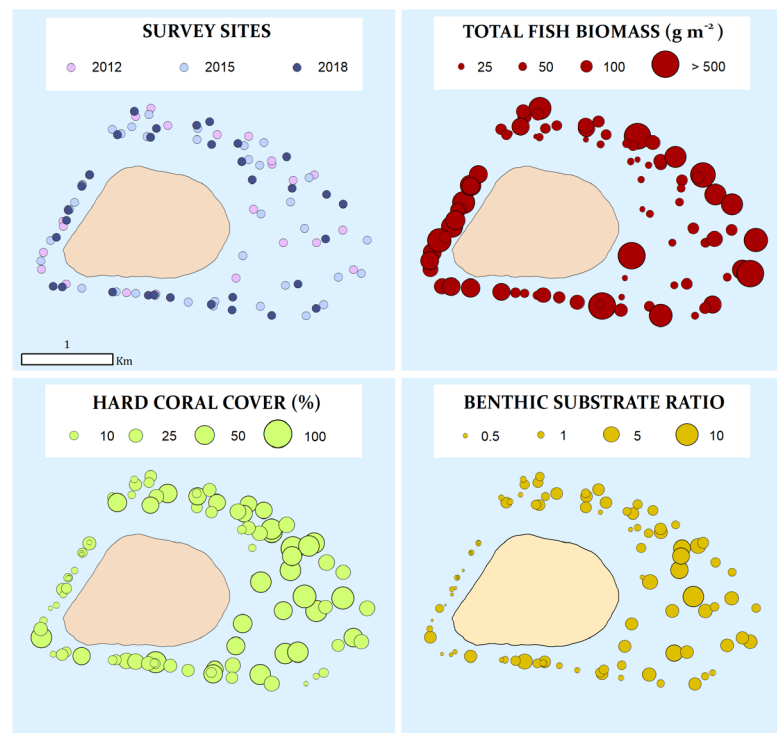 SURVEY SITES
2012 2015 2018
1
Km
TOTAL FISH BIOMASS (g m⁻²)
25 50 100 > 500
HARD CORAL COVER (%)
10 25 50 100
BENTHIC SUBSTRATE RATIO
0.5 1 5 10